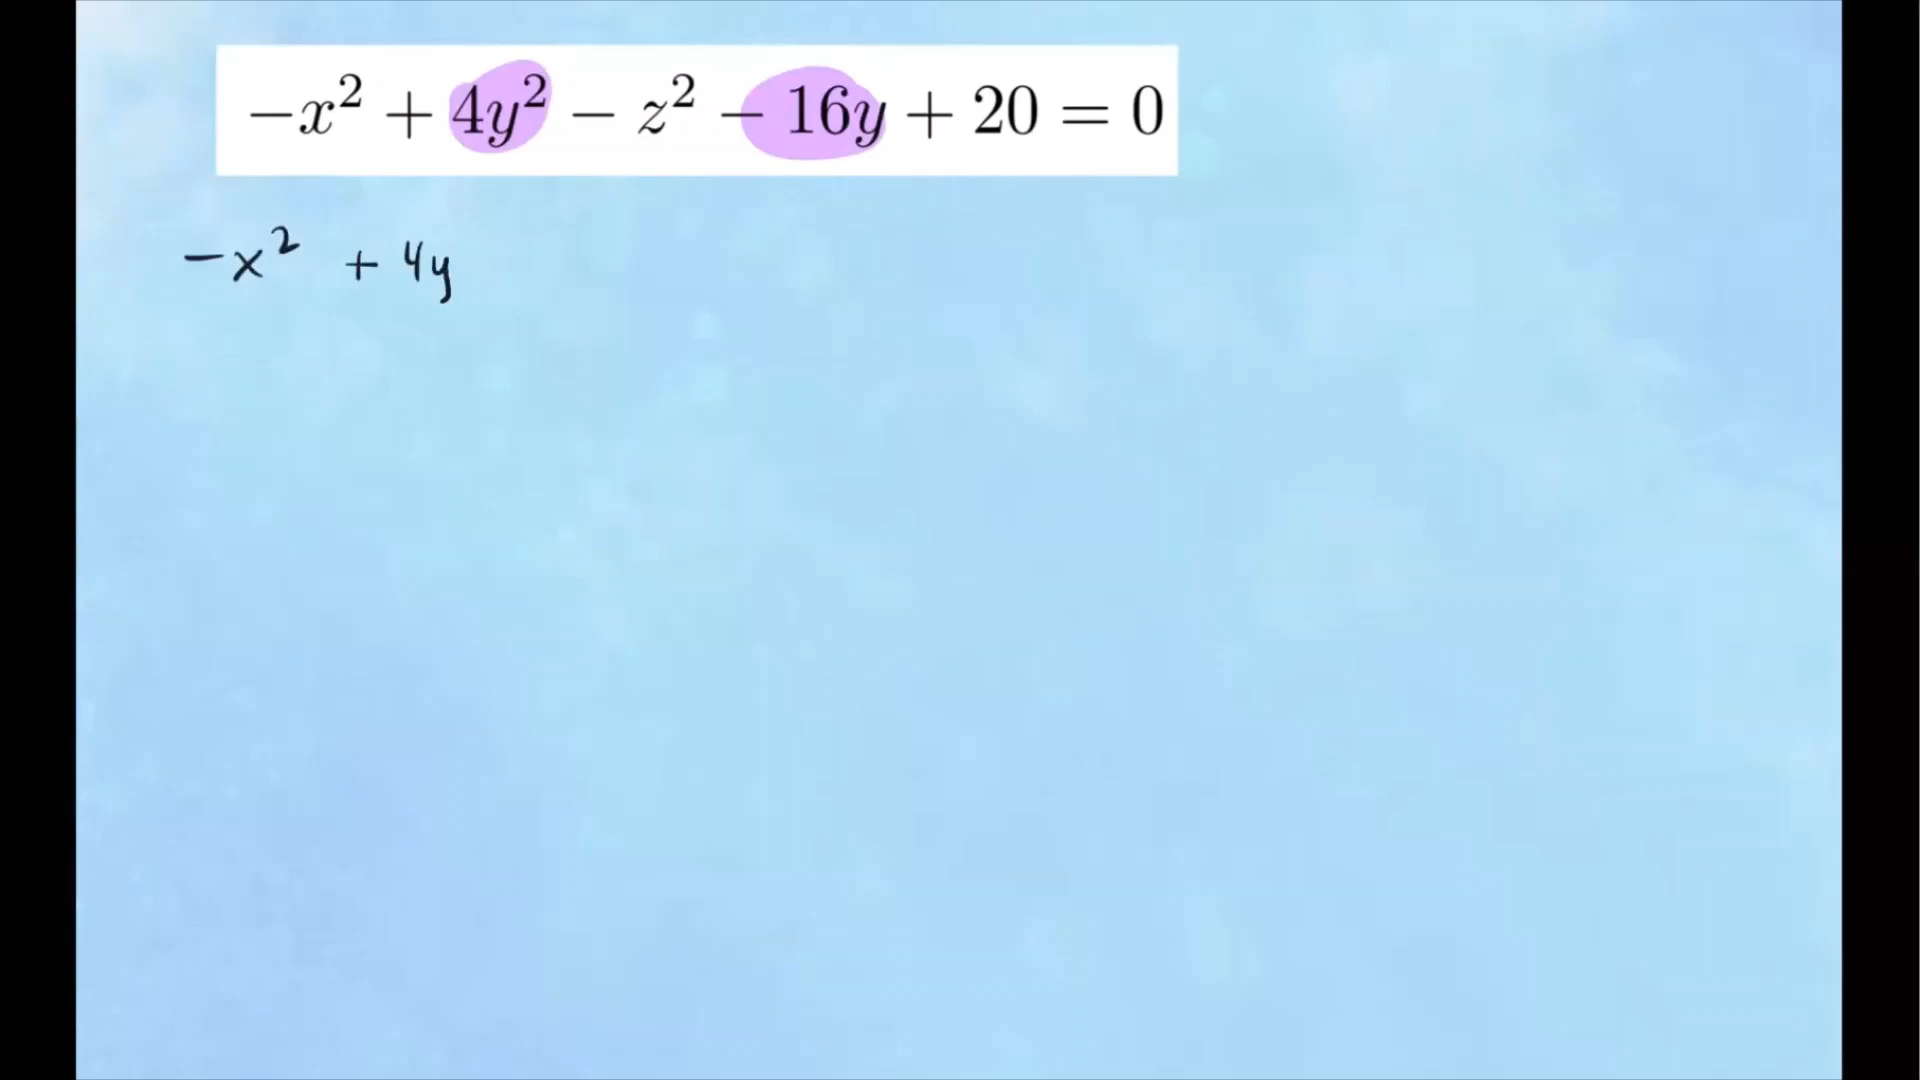 −x² + 4y² − z² − 16y + 20 = 0
−x² + 4y